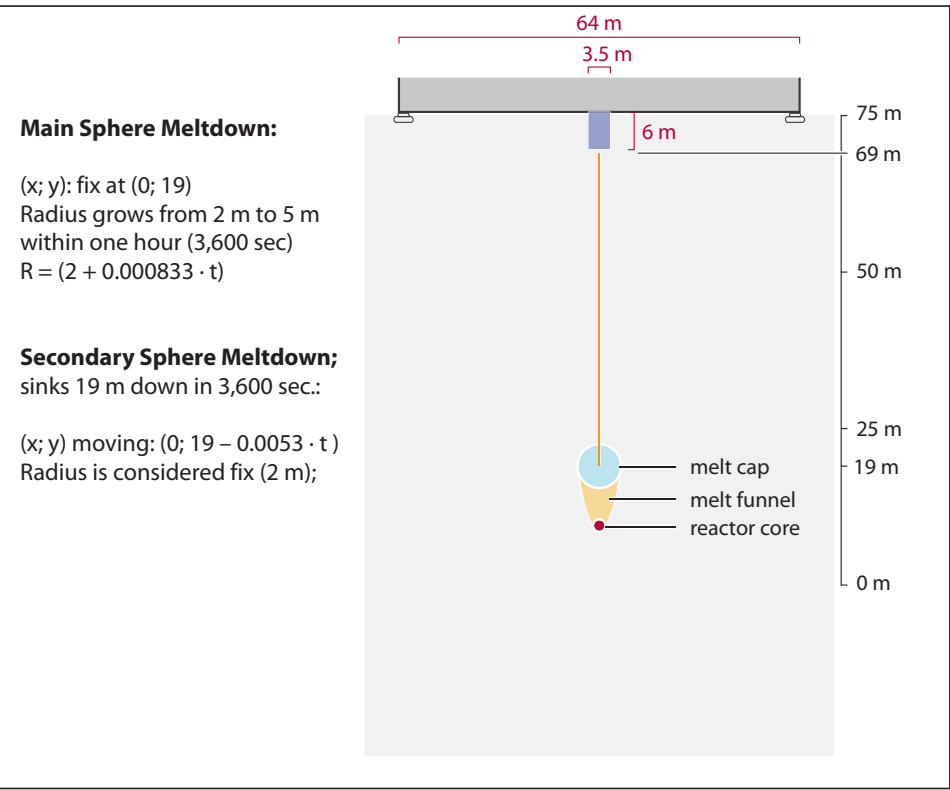 64 m
3.5 m
Main Sphere Meltdown:
75 m
6 m
69 m
(x; y): fix at (0; 19)
Radius grows from 2 m to 5 m
within one hour (3,600 sec)
R = (2 + 0.000833 · t)
50 m
Secondary Sphere Meltdown;
sinks 19 m down in 3,600 sec.:
(x; y) moving: (0; 19 – 0.0053 · t )
Radius is considered fix (2 m);
25 m
melt cap
19 m
melt funnel
reactor core
0 m